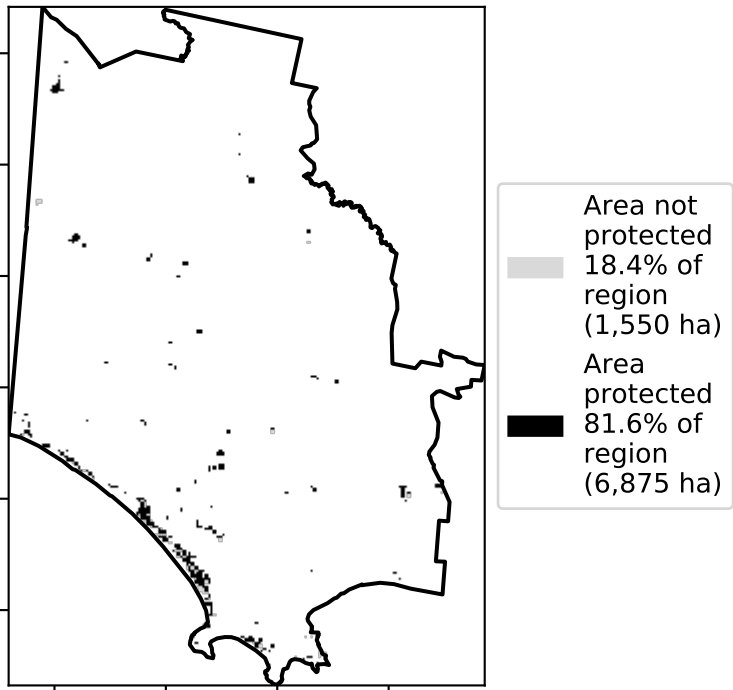 Area not
protected
18.4% of
region
(1,550 ha)
Area
protected
81.6% of
region
(6,875 ha)